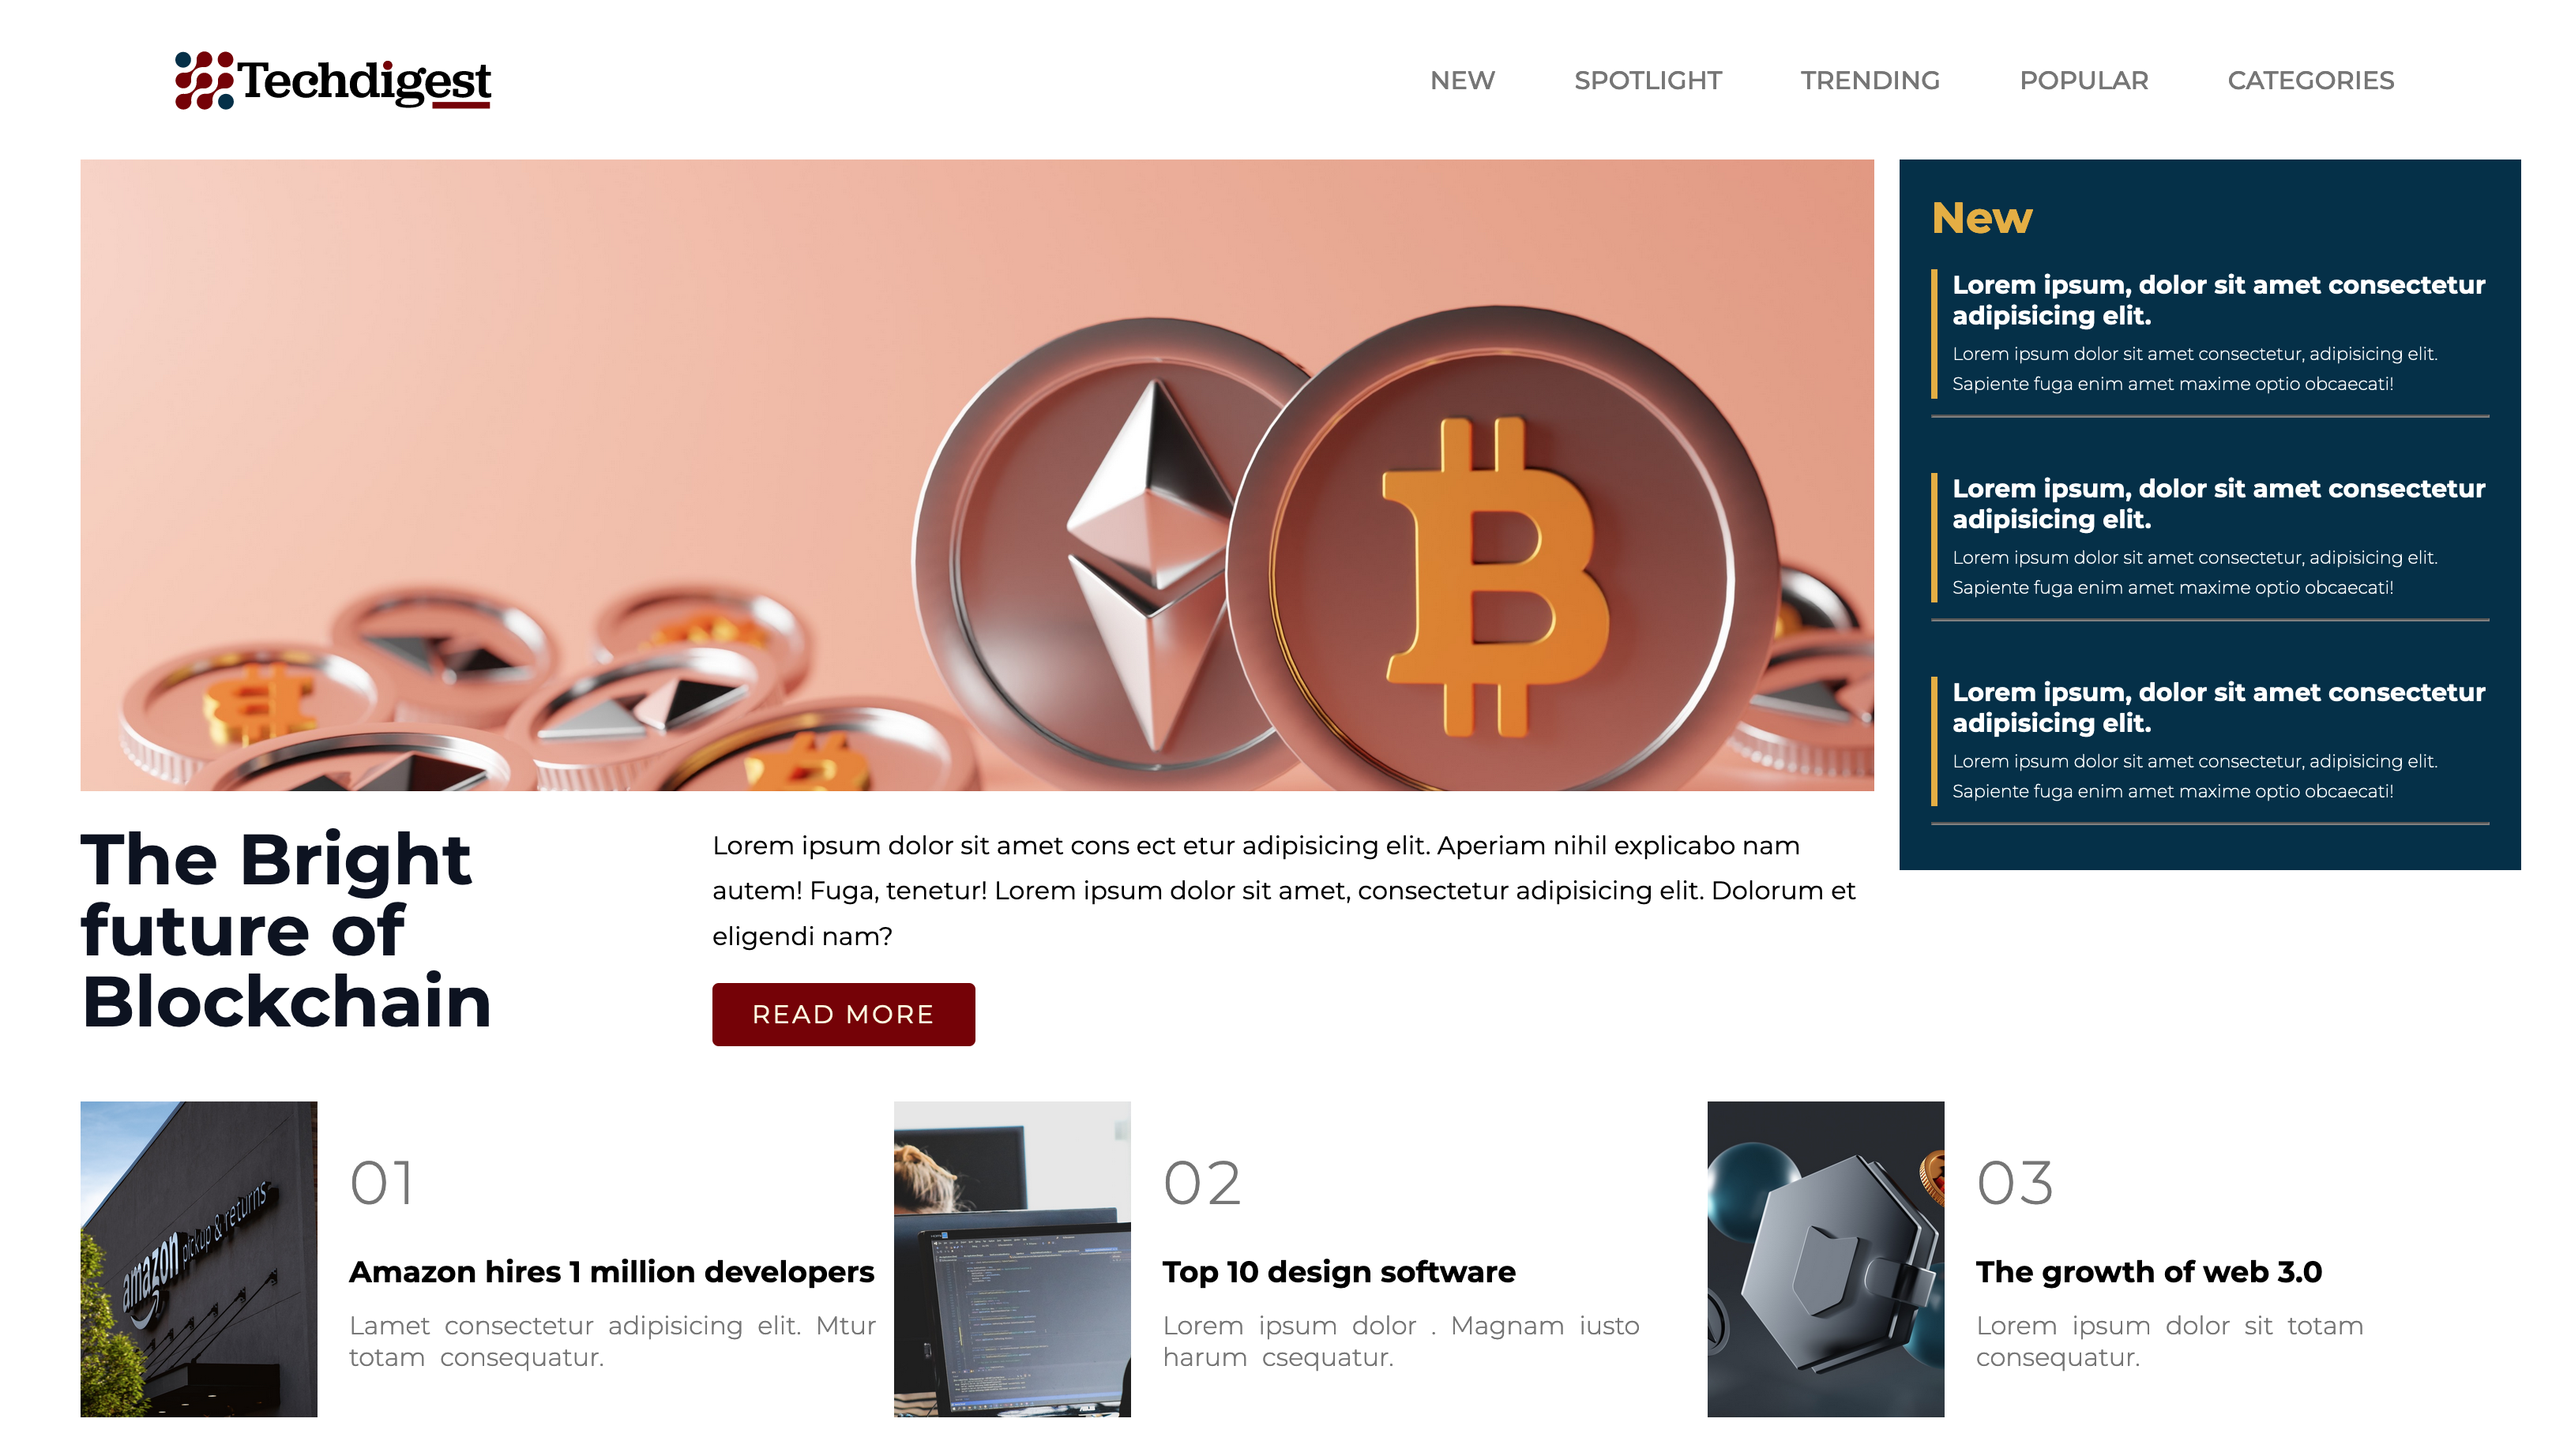 Techdigest
NEW SPOTLIGHT TRENDING POPULAR CATEGORIES
New
Lorem ipsum, dolor sit amet consectetur
adipisicing elit.
Lorem ipsum dolor sit amet consectetur, adipisicing elit.
Sapiente fuga enim amet maxime optio obcaecati!
Lorem ipsum, dolor sit amet consectetur
adipisicing elit.
Lorem ipsum dolor sit amet consectetur, adipisicing elit.
Sapiente fuga enim amet maxime optio obcaecati!
Lorem ipsum, dolor sit amet consectetur
adipisicing elit.
Lorem ipsum dolor sit amet consectetur, adipisicing elit.
Sapiente fuga enim amet maxime optio obcaecati!
The Bright
future of
Blockchain
Lorem ipsum dolor sit amet cons ect etur adipisicing elit. Aperiam nihil explicabo nam
autem! Fuga, tenetur! Lorem ipsum dolor sit amet, consectetur adipisicing elit. Dolorum et
eligendi nam?
READ MORE
amazon pickup & returns
01
Amazon hires 1 million developers
Lamet consectetur adipisicing elit. Mtur
totam consequatur.
02
Top 10 design software
Lorem ipsum dolor . Magnam iusto
harum csequatur.
03
The growth of web 3.0
Lorem ipsum dolor sit totam
consequatur.